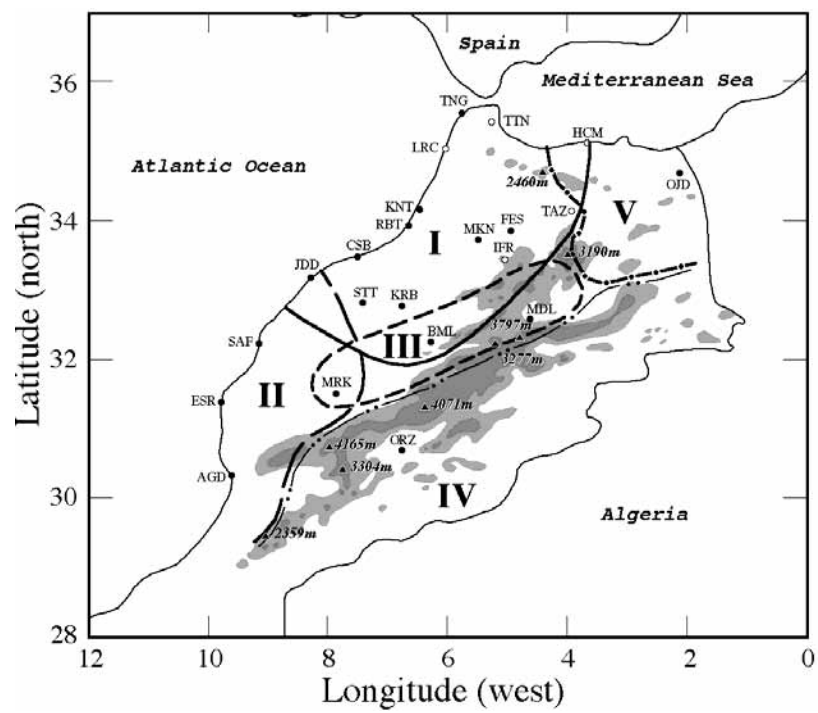 Spain
36
Mediterranean Sea
TNG
TTN
HCM
LRC
Atlantic Ocean
2460m
OJD
KNT
TAZ
V
34
RBT
I
MKN
FES
CSB
IFR
3190m
JDD
STT
KRB
MDL
3797m
SAF
BML
III
32
3277m
MRK
ESR
II
4071m
4165m
ORZ
AGD
3304m
30
IV
Algeria
2359m
28
12
10
8
6
4
2
0
Latitude (north)
Longitude (west)